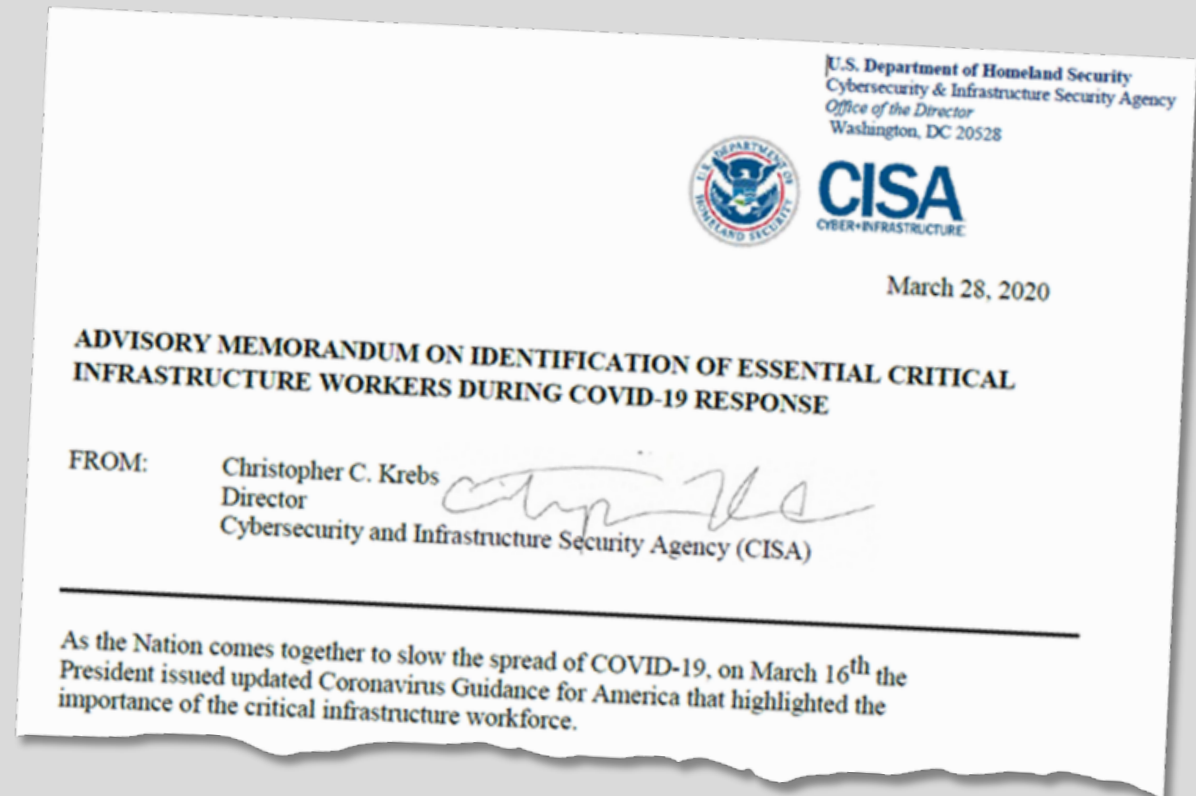 U.S. Department of Homeland Security
Cybersecurity & Infrastructure Security Agency
Office of the Director
Washington, DC 20528
U.S. DEPARTMENT OF
HOMELAND SECURITY
CISA
CYBER+INFRASTRUCTURE
March 28, 2020
ADVISORY MEMORANDUM ON IDENTIFICATION OF ESSENTIAL CRITICAL
INFRASTRUCTURE WORKERS DURING COVID-19 RESPONSE
FROM: Christopher C. Krebs
Director
Cybersecurity and Infrastructure Security Agency (CISA)
As the Nation comes together to slow the spread of COVID-19, on March 16th the
President issued updated Coronavirus Guidance for America that highlighted the
importance of the critical infrastructure workforce.